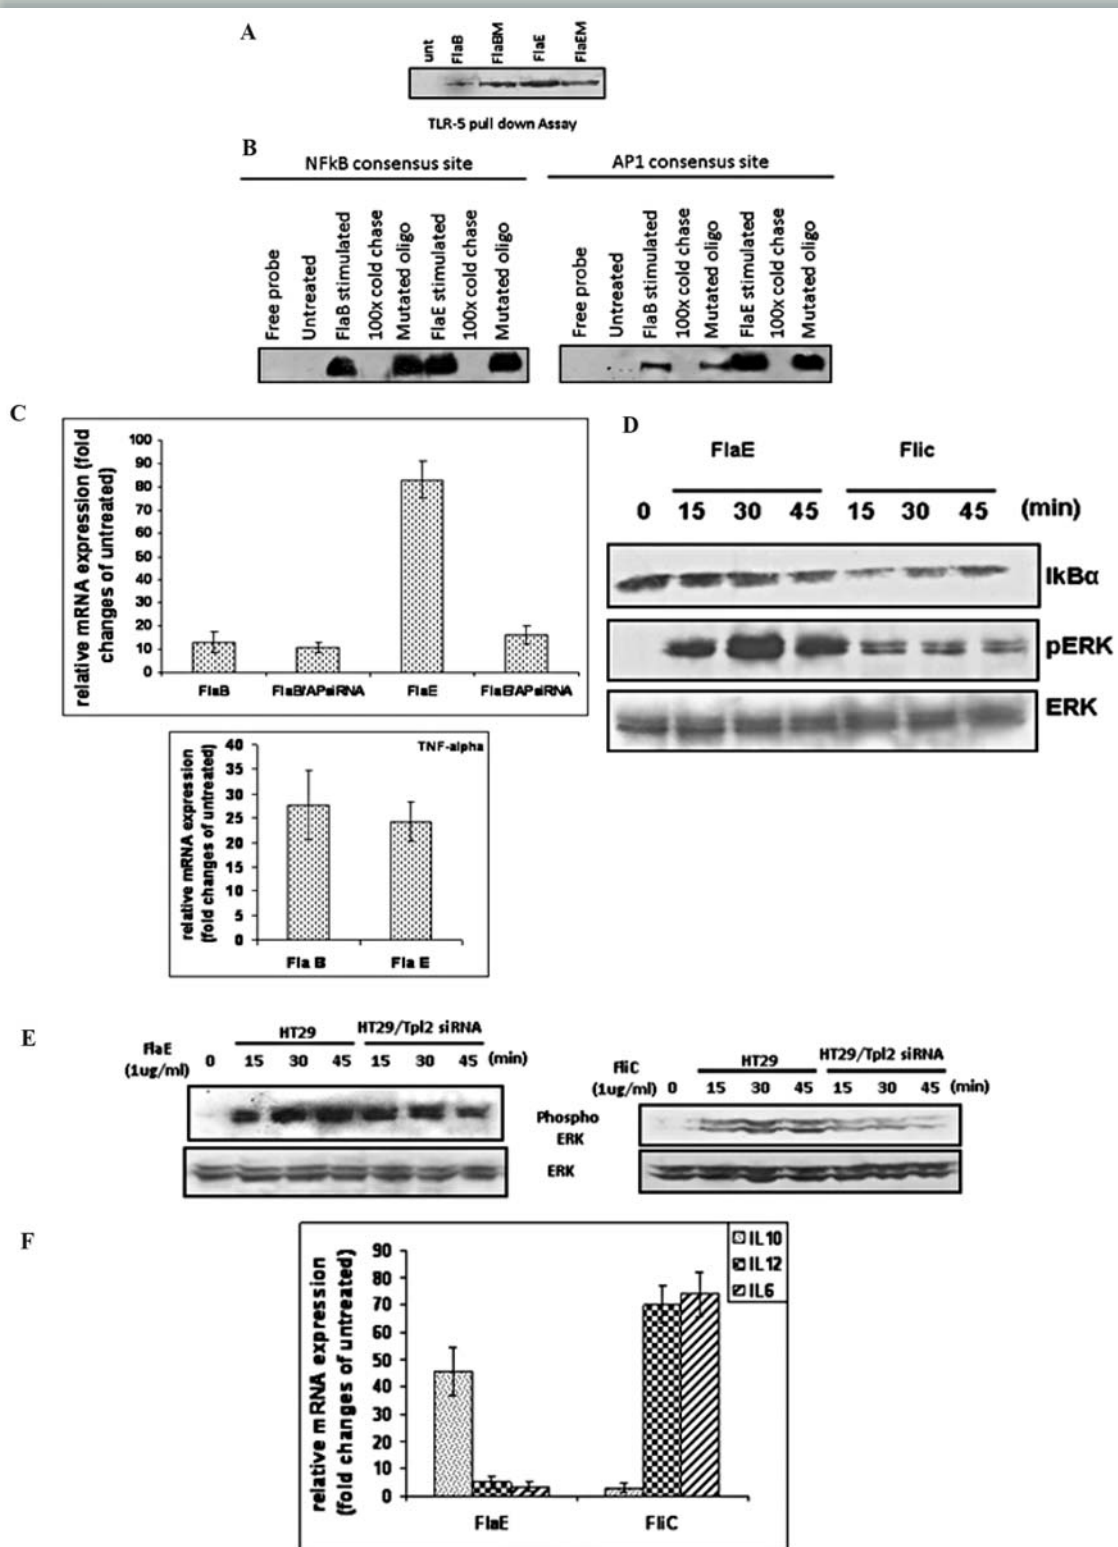 A
unt
FlaB
FlaBM
FlaE
FlaEM
TLR-5 pull down Assay
B
NFkB consensus site
AP1 consensus site
Free probe
Untreated
FlaB stimulated
100x cold chase
Mutated oligo
FlaE stimulated
100x cold chase
Mutated oligo
Free probe
Untreated
FlaB stimulated
100x cold chase
Mutated oligo
FlaE stimulated
100x cold chase
Mutated oligo
C
relative mRNA expression (fold
changes of untreated)
100
90
80
70
60
50
40
30
20
10
0
FlaB
FlaB/APsiRNA
FlaE
FlaB/APsiRNA
TNF-alpha
relative mRNA expression
(fold changes of untreated)
40
35
30
25
20
15
10
5
0
Fla B
Fla E
D
FlaE
Flic
0 15 30 45 15 30 45 (min)
IkBα
pERK
ERK
E
FlaE
(1ug/ml)
HT29
HT29/Tpl2 siRNA
0 15 30 45 15 30 45 (min)
Phospho
ERK
ERK
FliC
(1ug/ml)
HT29
HT29/Tpl2 siRNA
0 15 30 45 15 30 45 (min)
F
relative mRNA expression
(fold changes of untreated)
90
80
70
60
50
40
30
20
10
0
IL10
IL12
IL6
FlaE
FliC